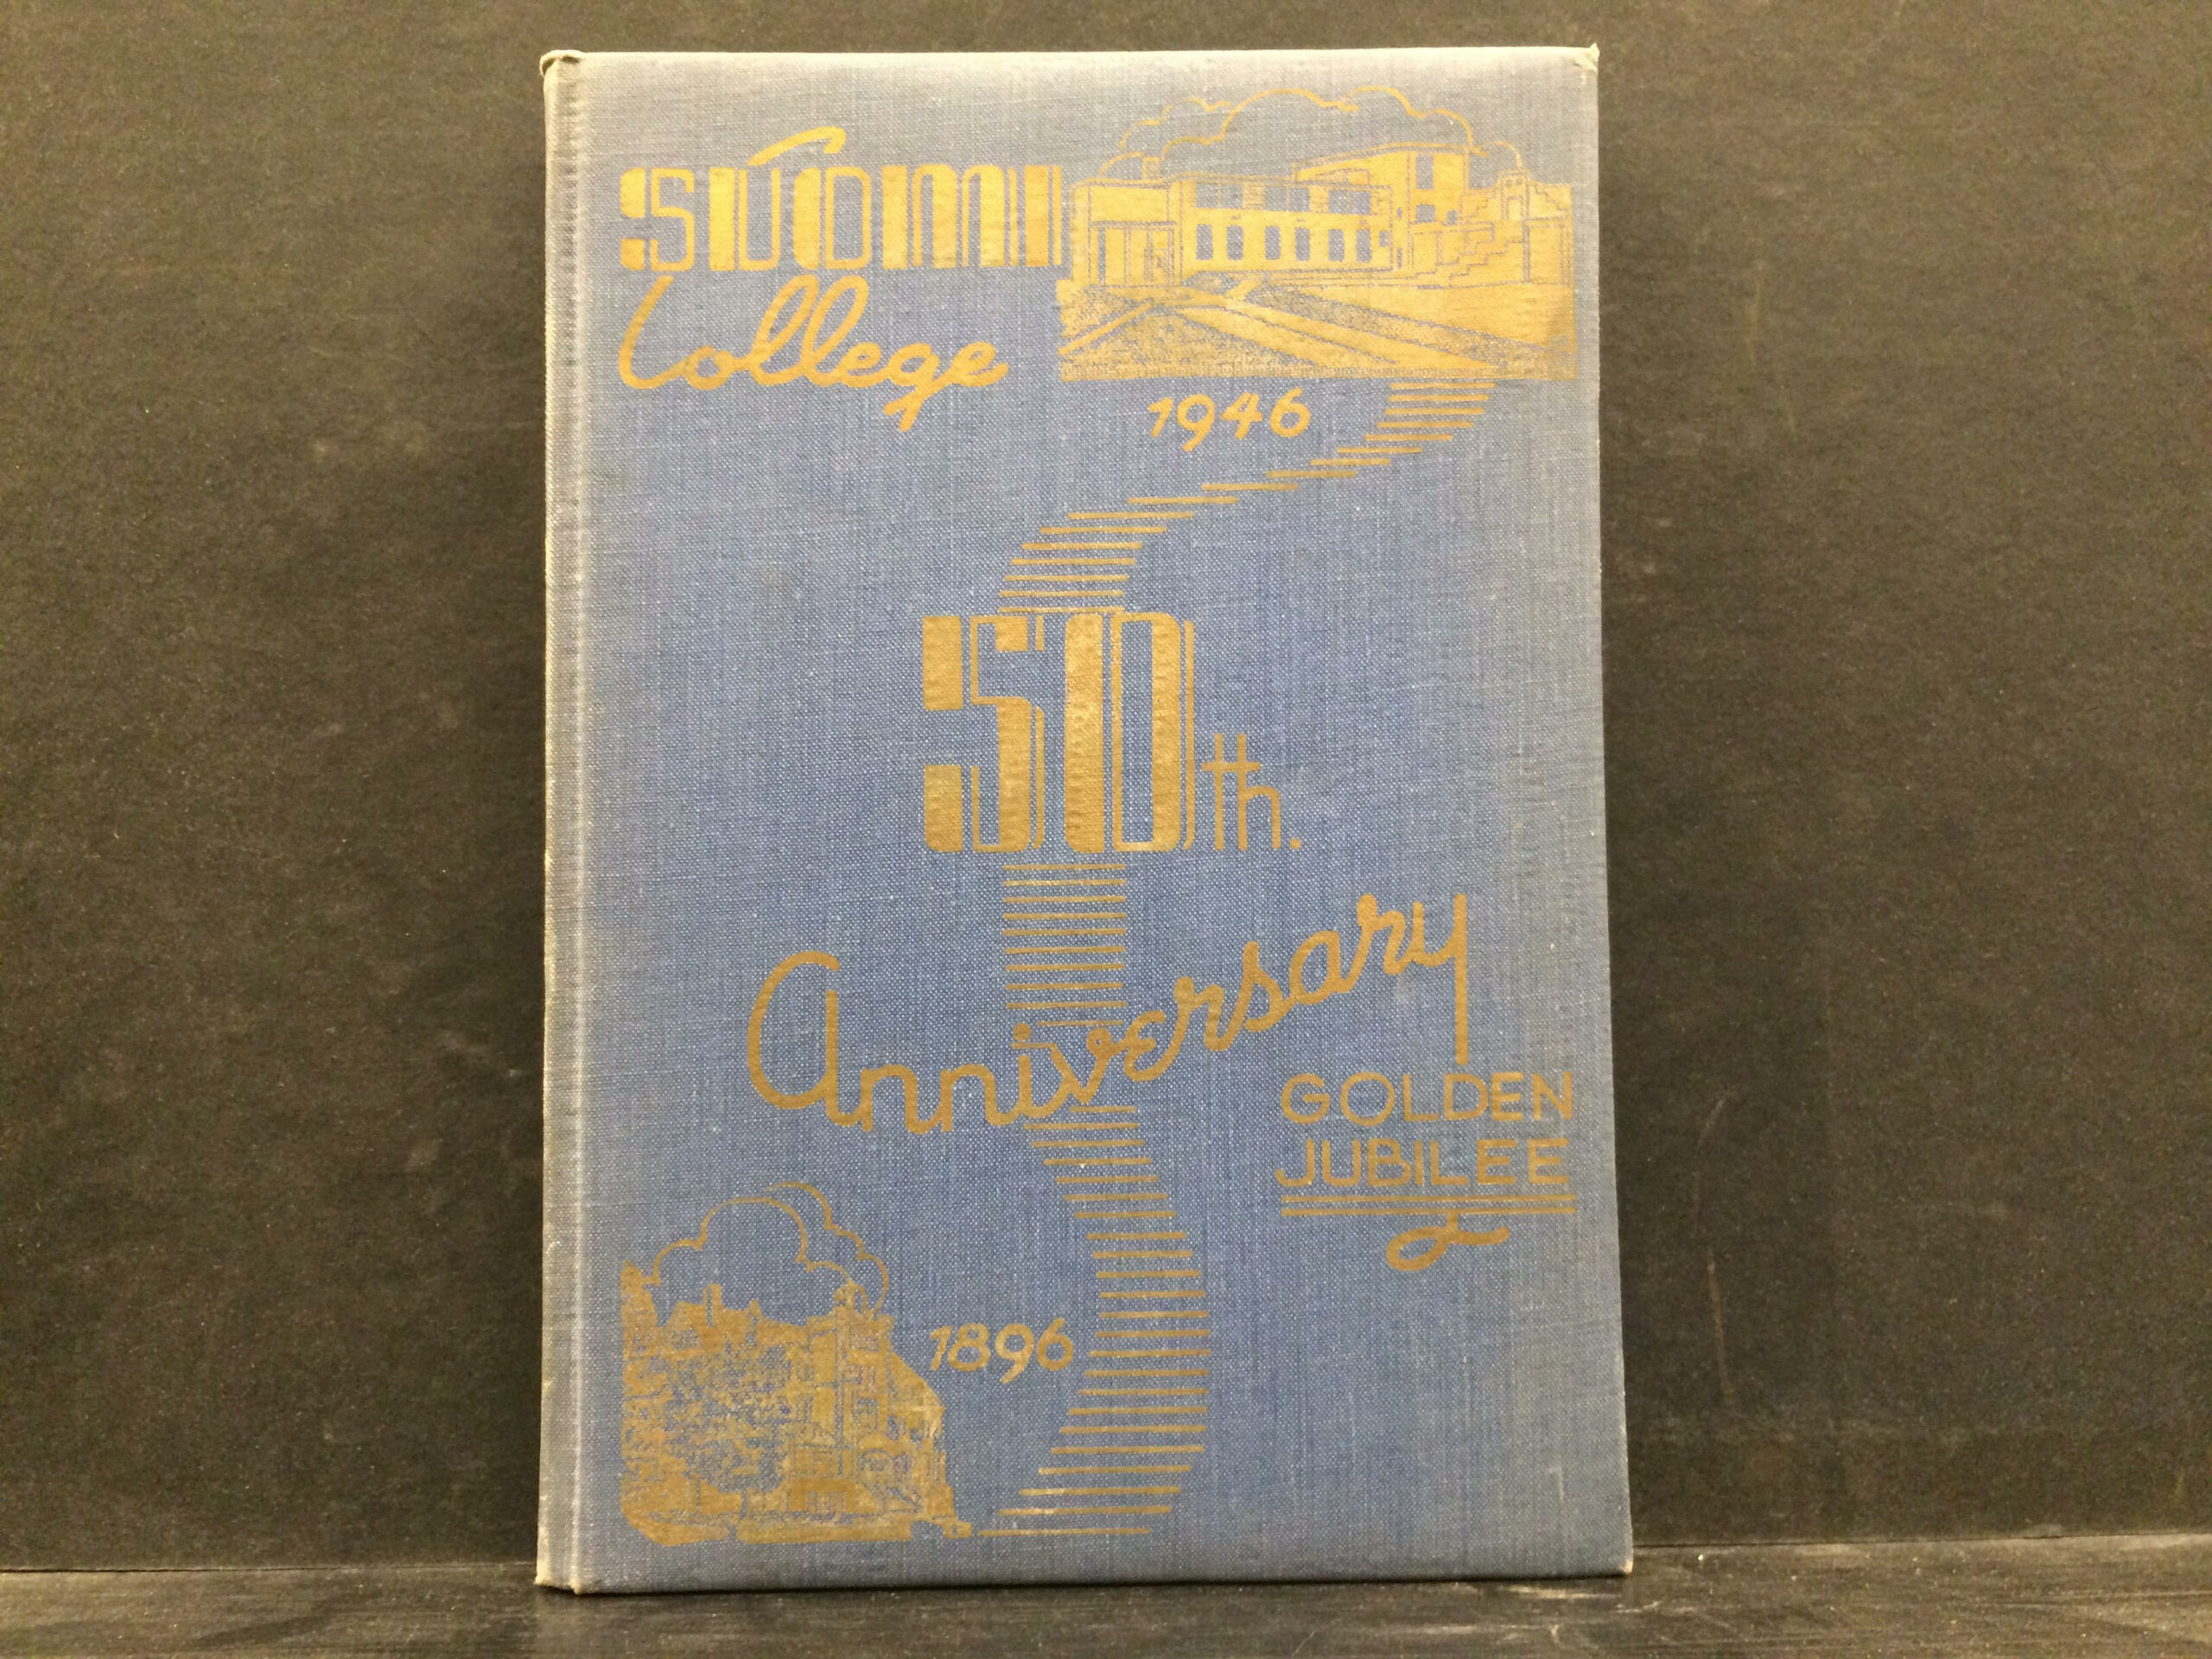 SUOMI
College
1946
50th.
Anniversary
GOLDEN
JUBILEE
1896